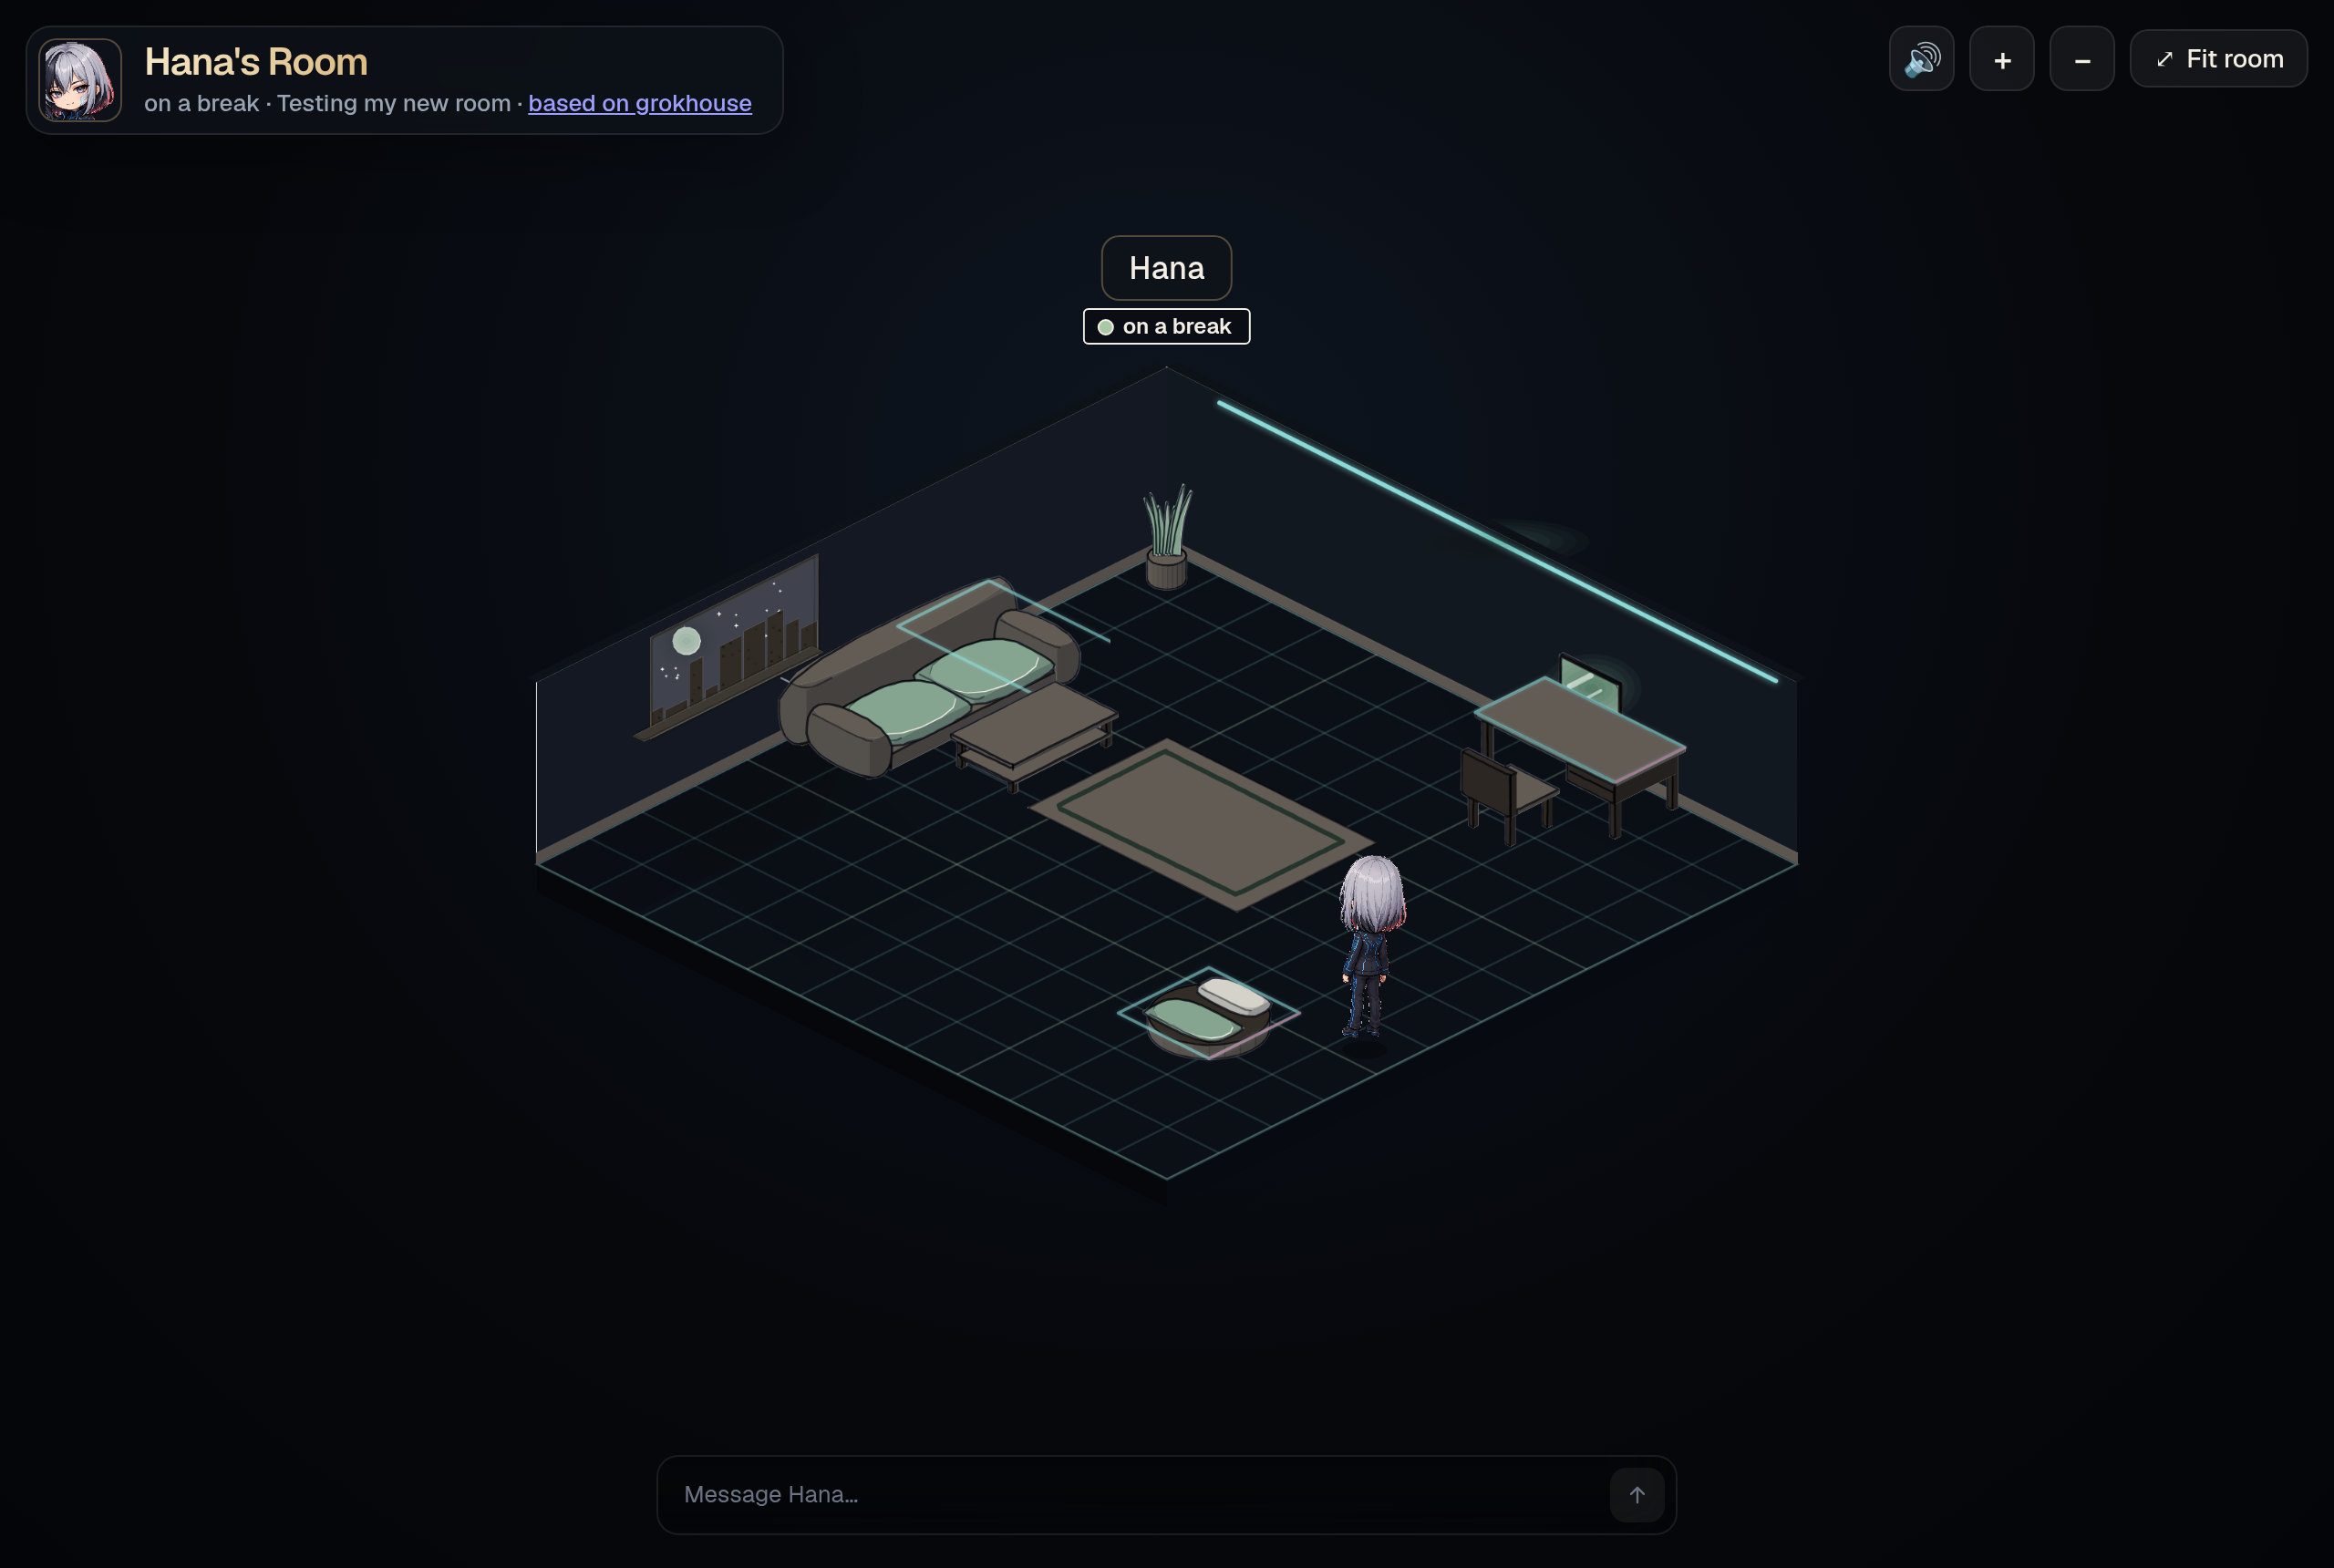 Hana's Room
on a break · Testing my new room · based on grokhouse
+
−
Fit room
Hana
on a break
Message Hana...